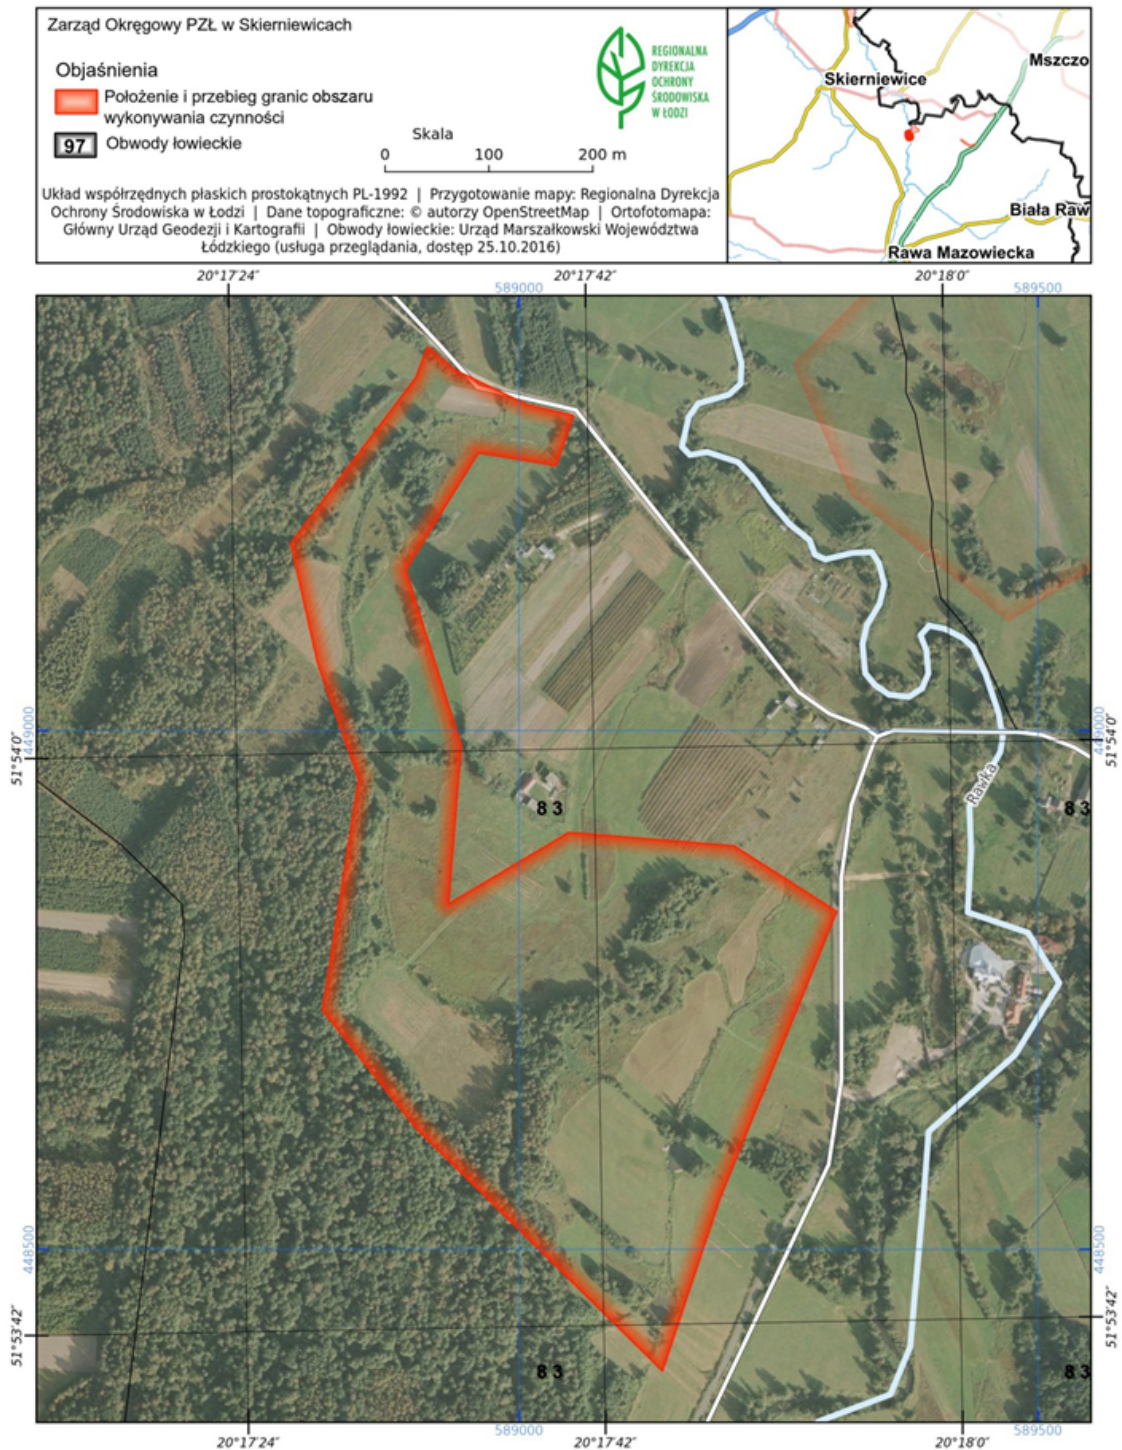 Zarząd Okręgowy PZŁ w Skierniewicach
Objaśnienia
Położenie i przebieg granic obszaru
wykonywania czynności
97 Obwody łowieckie
Skala
0 100 200 m
REGIONALNA
DYREKCJA
OCHRONY
ŚRODOWISKA
W ŁODZI
Układ współrzędnych płaskich prostokątnych PL-1992 | Przygotowanie mapy: Regionalna Dyrekcja
Ochrony Środowiska w Łodzi | Dane topograficzne: © autorzy OpenStreetMap | Ortofotomapa:
Główny Urząd Geodezji i Kartografii | Obwody łowieckie: Urząd Marszałkowski Województwa
Łódzkiego (usługa przeglądania, dostęp 25.10.2016)
Mszczo
Skierniewice
Biała Raw
Rawa Mazowiecka
20°17′24″ 20°17′42″ 20°18′0″
589000 589500
449000 449000
51°54′0″ 51°54′0″
Rawka
83 83
448500 448500
51°53′42″ 51°53′42″
83 83
589000 589500
20°17′24″ 20°17′42″ 20°18′0″